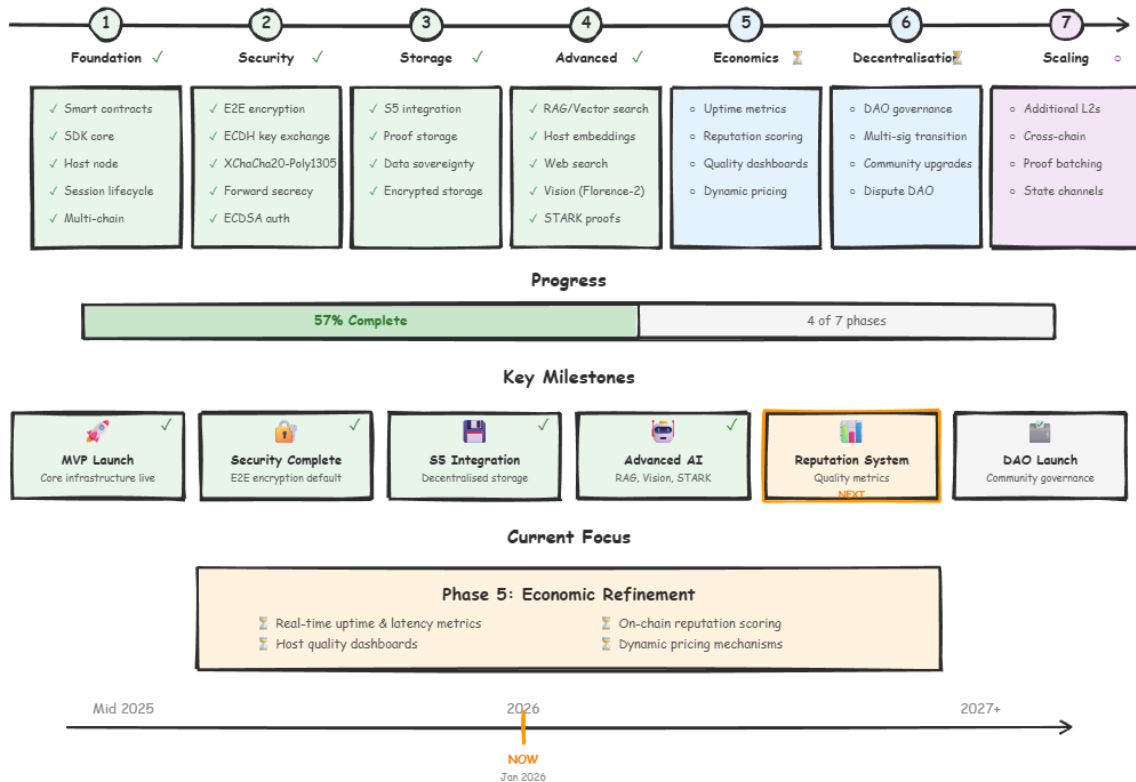 1 2 3 4 5 6 7
Foundation ✓ Security ✓ Storage ✓ Advanced ✓ Economics ⏳ Decentralisation ⏳ Scaling ○
✓ Smart contracts
✓ SDK core
✓ Host node
✓ Session lifecycle
✓ Multi-chain
✓ E2E encryption
✓ ECDH key exchange
✓ XChaCha20-Poly1305
✓ Forward secrecy
✓ ECDSA auth
✓ S5 integration
✓ Proof storage
✓ Data sovereignty
✓ Encrypted storage
✓ RAG/Vector search
✓ Host embeddings
✓ Web search
✓ Vision (Florence-2)
✓ STARK proofs
○ Uptime metrics
○ Reputation scoring
○ Quality dashboards
○ Dynamic pricing
○ DAO governance
○ Multi-sig transition
○ Community upgrades
○ Dispute DAO
○ Additional L2s
○ Cross-chain
○ Proof batching
○ State channels
Progress
57% Complete
4 of 7 phases
Key Milestones
✓
MVP Launch
Core infrastructure live
✓
Security Complete
E2E encryption default
✓
S5 Integration
Decentralised storage
✓
Advanced AI
RAG, Vision, STARK
Reputation System
Quality metrics
NEXT
DAO Launch
Community governance
Current Focus
Phase 5: Economic Refinement
⏳ Real-time uptime & latency metrics
⏳ Host quality dashboards
⏳ On-chain reputation scoring
⏳ Dynamic pricing mechanisms
Mid 2025 2026 2027+
NOW
Jan 2026